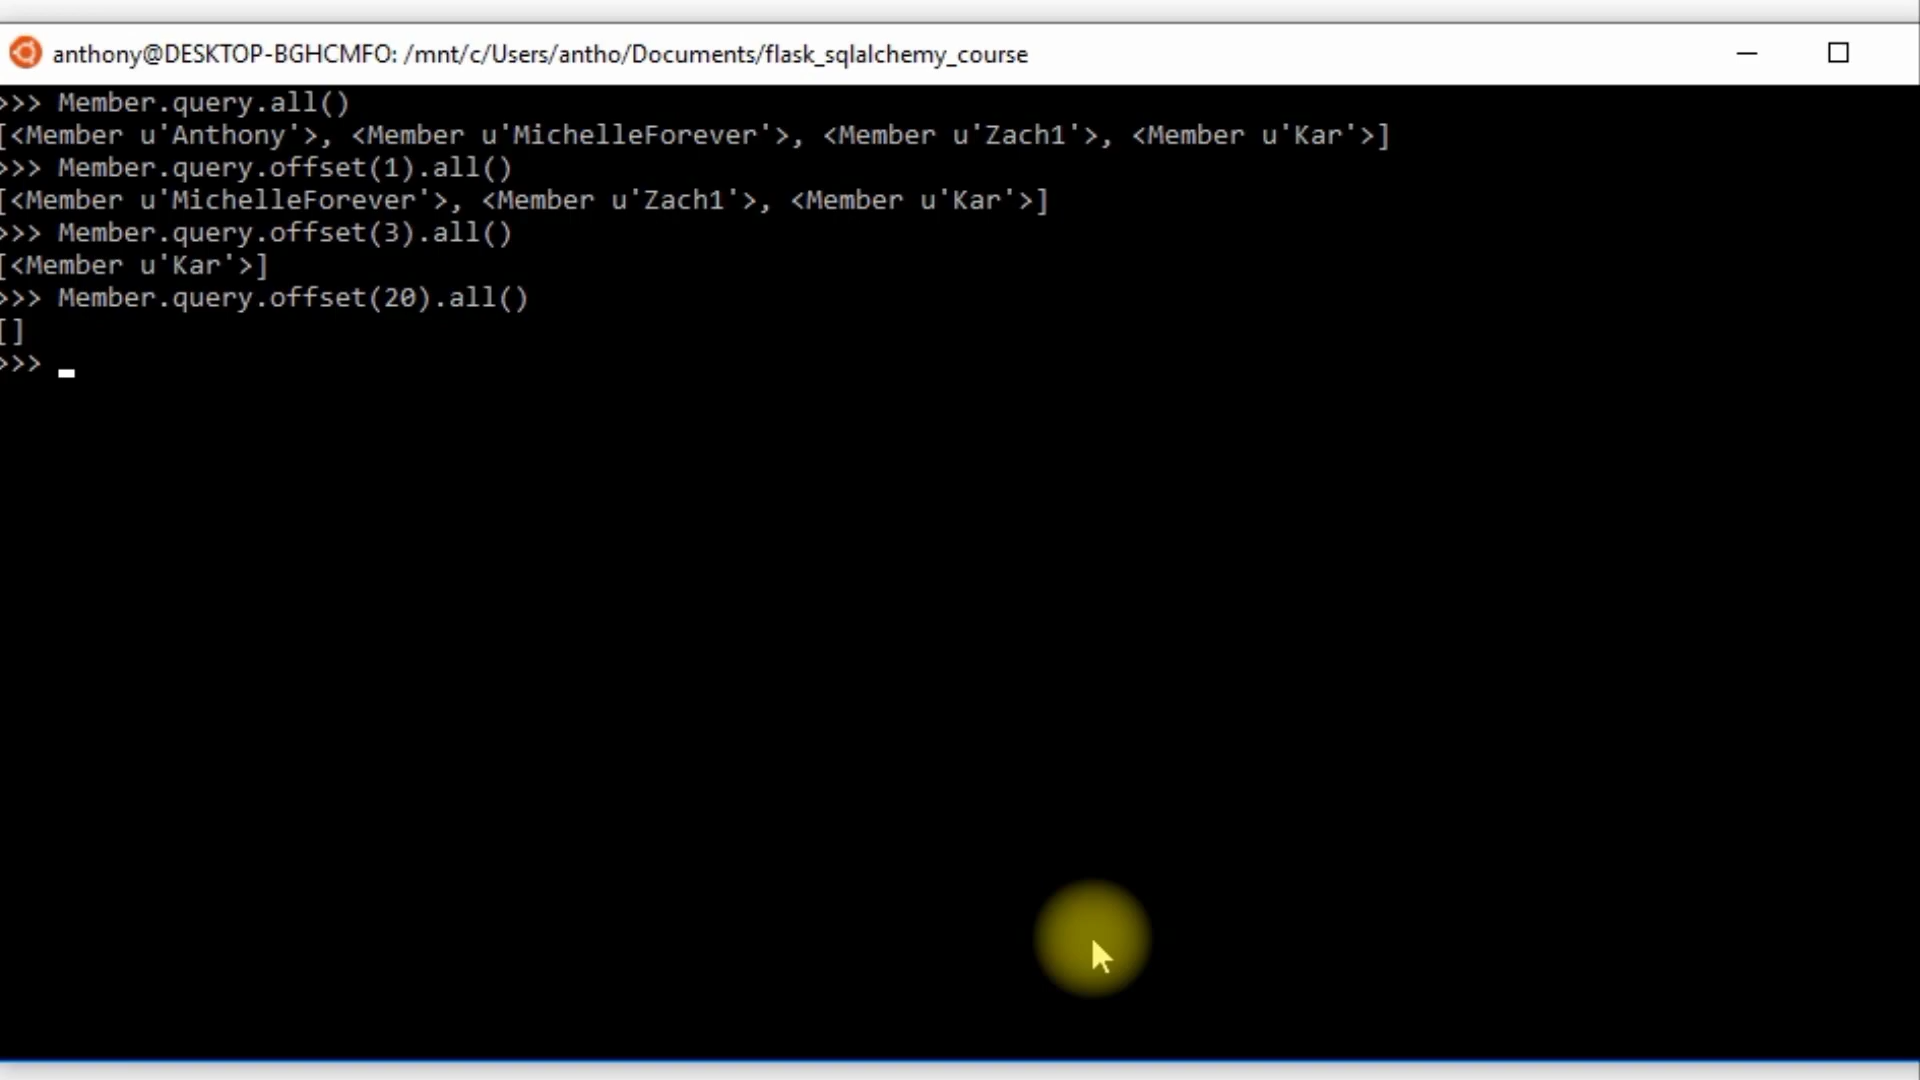 anthony@DESKTOP-BGHCMFO: /mnt/c/Users/antho/Documents/flask_sqlalchemy_course
>>> Member.query.all()
[<Member u'Anthony'>, <Member u'MichelleForever'>, <Member u'Zach1'>, <Member u'Kar'>]
>>> Member.query.offset(1).all()
[<Member u'MichelleForever'>, <Member u'Zach1'>, <Member u'Kar'>]
>>> Member.query.offset(3).all()
[<Member u'Kar'>]
>>> Member.query.offset(20).all()
[]
>>>